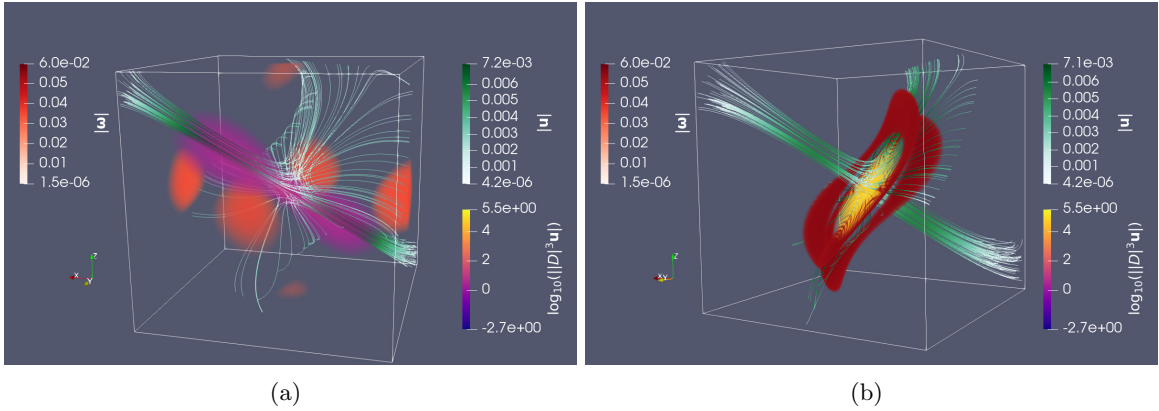 6.0e-02
0.05
0.04
0.03
0.02
0.01
1.5e-06
|ω|
7.2e-03
0.006
0.005
0.004
0.003
0.002
0.001
4.2e-06
|u|
5.5e+00
4
2
0
-2.7e+00
log₁₀(||D|³u|)
X
Y
Z
6.0e-02
0.05
0.04
0.03
0.02
0.01
1.5e-06
|ω|
7.1e-03
0.006
0.005
0.004
0.003
0.002
0.001
4.2e-06
|u|
5.5e+00
4
2
0
-2.7e+00
log₁₀(||D|³u|)
X
Y
Z
(a)
(b)